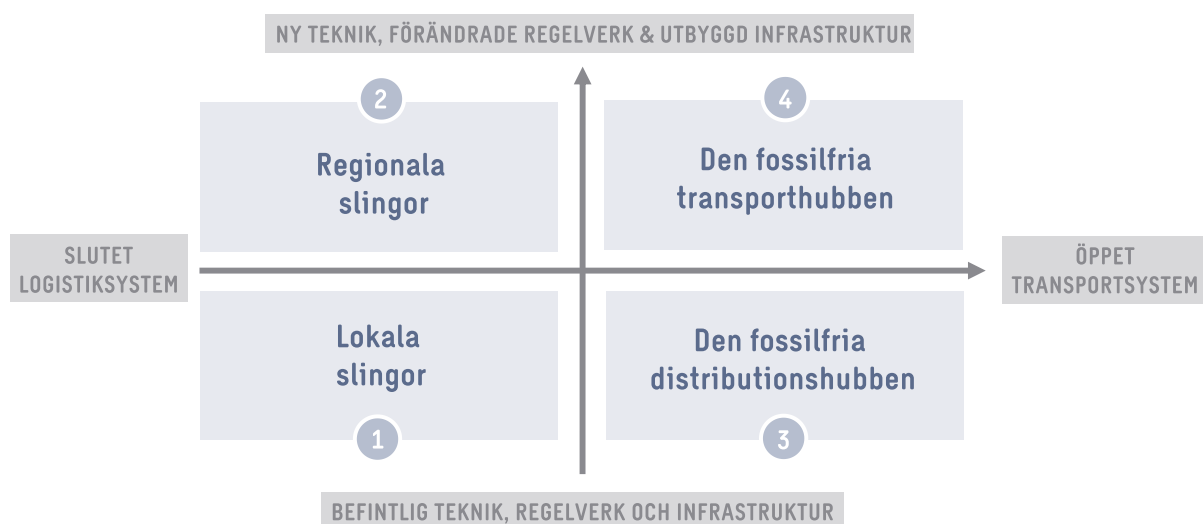 NY TEKNIK, FÖRÄNDRADE REGELVERK & UTBYGGD INFRASTRUKTUR
2
Regionala
slingor
4
Den fossilfria
transporthubben
SLUTET
LOGISTIKSYSTEM
ÖPPET
TRANSPORTSYSTEM
Lokala
slingor
1
Den fossilfria
distributionshubben
3
BEFINTLIG TEKNIK, REGELVERK OCH INFRASTRUKTUR